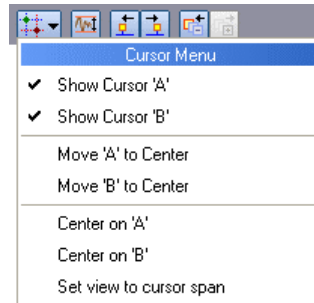 Cursor Menu
Show Cursor 'A'
Show Cursor 'B'
Move 'A' to Center
Move 'B' to Center
Center on 'A'
Center on 'B'
Set view to cursor span